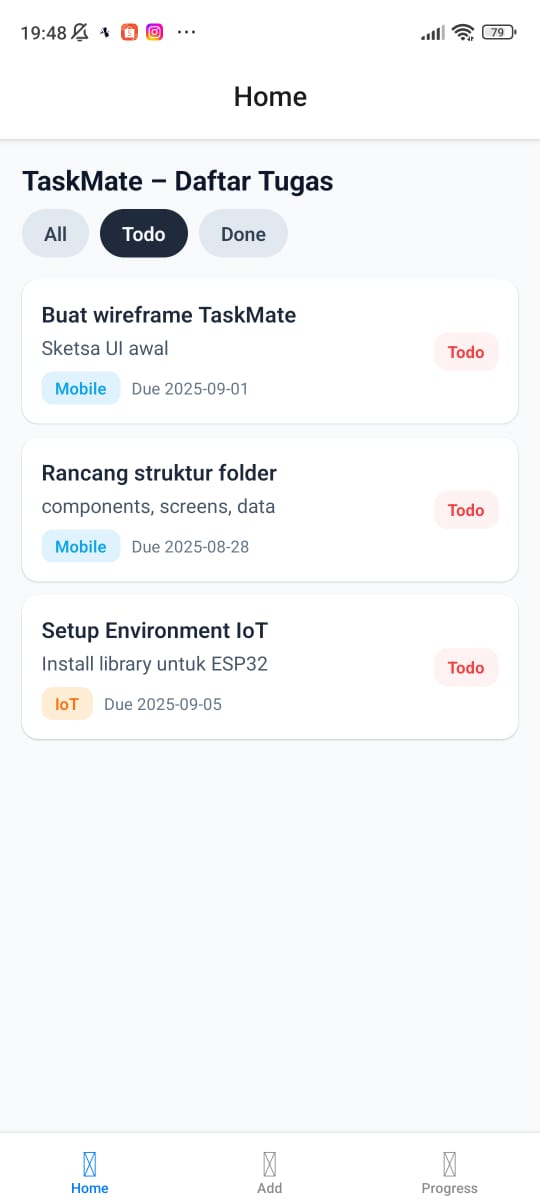 19:48
79
Home
TaskMate – Daftar Tugas
All Todo Done
Buat wireframe TaskMate
Sketsa UI awal
Todo
Mobile Due 2025-09-01
Rancang struktur folder
components, screens, data
Todo
Mobile Due 2025-08-28
Setup Environment IoT
Install library untuk ESP32
Todo
IoT Due 2025-09-05
Home Add Progress